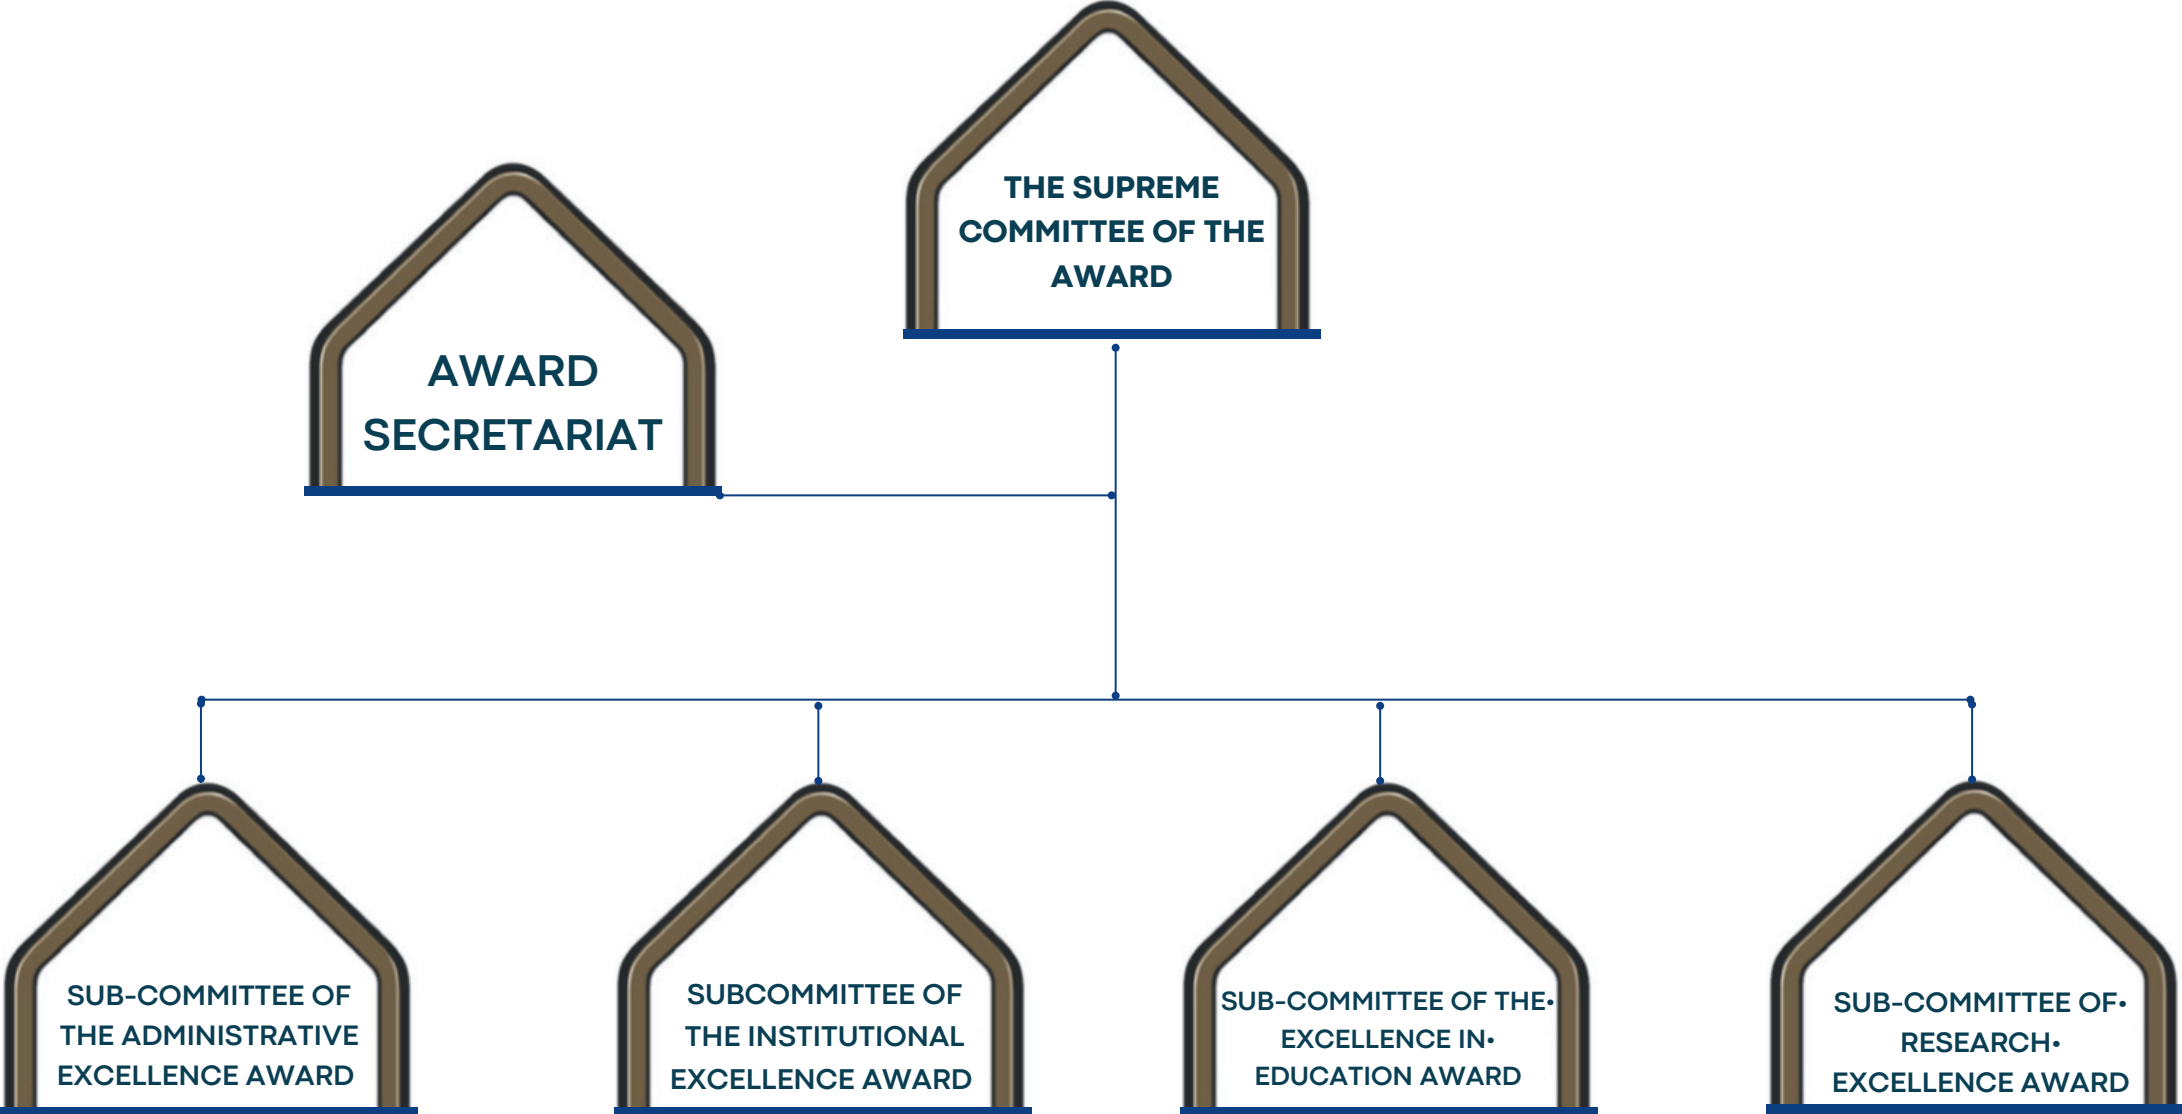 THE SUPREME
COMMITTEE OF THE
AWARD
AWARD
SECRETARIAT
SUB-COMMITTEE OF
THE ADMINISTRATIVE
EXCELLENCE AWARD
SUBCOMMITTEE OF
THE INSTITUTIONAL
EXCELLENCE AWARD
SUB-COMMITTEE OF THE•
EXCELLENCE IN•
EDUCATION AWARD
SUB-COMMITTEE OF•
RESEARCH•
EXCELLENCE AWARD